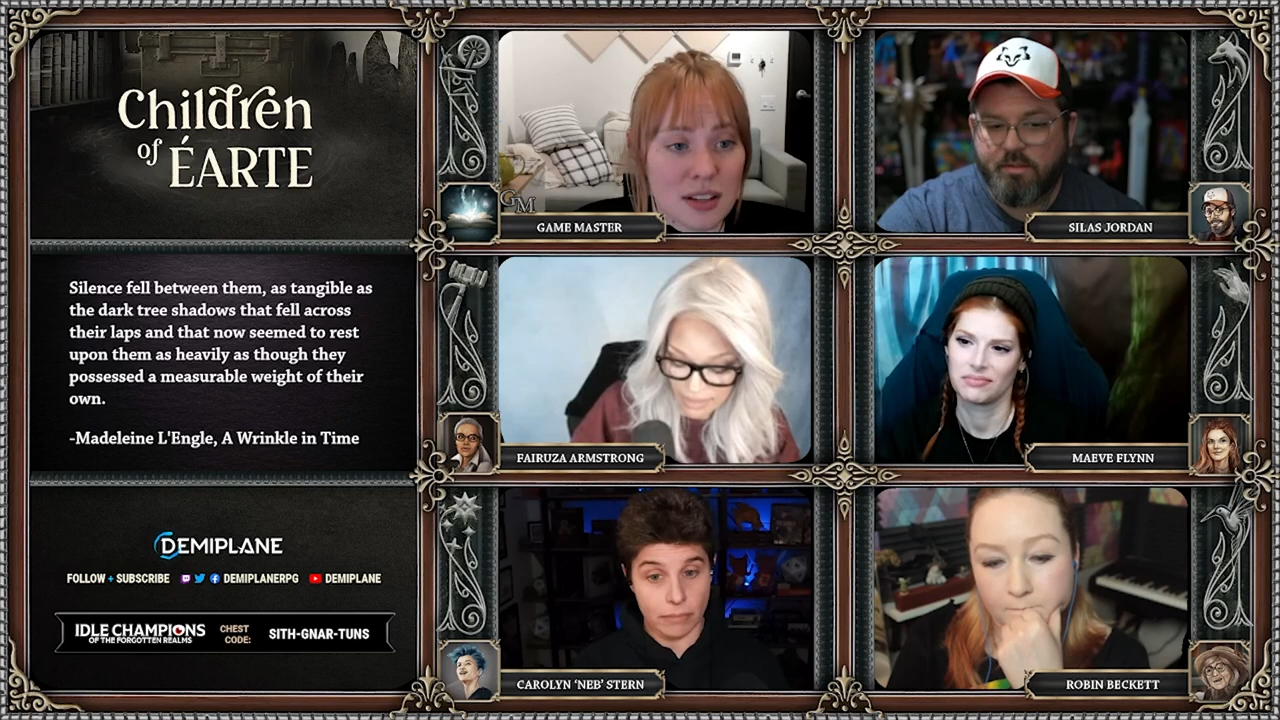 Children
of ÉARTE
Silence fell between them, as tangible as
the dark tree shadows that fell across
their laps and that now seemed to rest
upon them as heavily as though they
possessed a measurable weight of their
own.
-Madeleine L'Engle, A Wrinkle in Time
DEMIPLANE
FOLLOW + SUBSCRIBE DEMIPLANERPG DEMIPLANE
IDLE CHAMPIONS
OF THE FORGOTTEN REALMS
CHEST
CODE:
SITH-GNAR-TUNS
GM
GAME MASTER
SILAS JORDAN
FAIRUZA ARMSTRONG
MAEVE FLYNN
CAROLYN 'NEB' STERN
ROBIN BECKETT